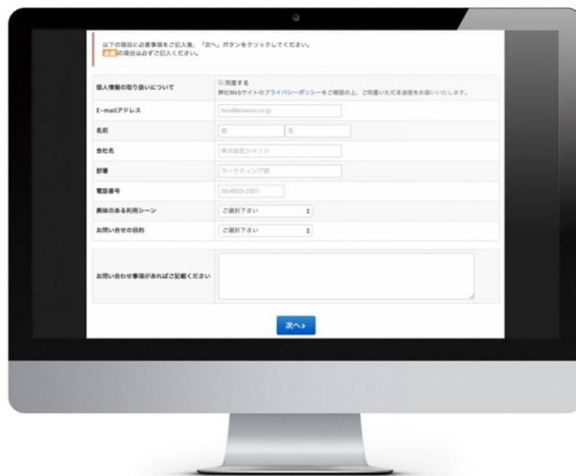 以下の項目に必要事項をご記入後、「次へ」ボタンをクリックしてください。
必須の項目は必ずご記入ください。
個人情報の取り扱いについて
同意する
弊社Webサイトのプライバシーポリシーをご確認の上、ご同意いただき送信をお願いいたします。
E-mailアドレス
名前
姓 名
会社名
株式会社シャノン
部署
マーケティング部
電話番号
興味のある利用シーン
ご選択下さい
お問い合せの目的
ご選択下さい
お問い合わせ事項があればご記載ください
次へ